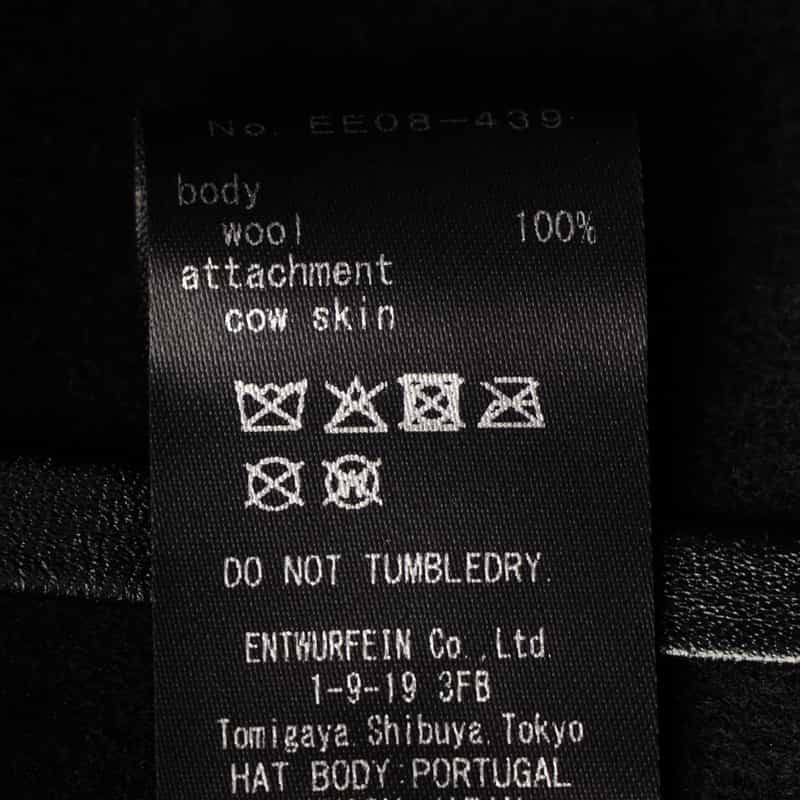 No. EE08-439
body
wool 100%
attachment
cow skin
W
DO NOT TUMBLEDRY.
ENTWURFEIN Co.,Ltd.
1-9-19 3FB
Tomigaya.Shibuya.Tokyo
HAT BODY:PORTUGAL